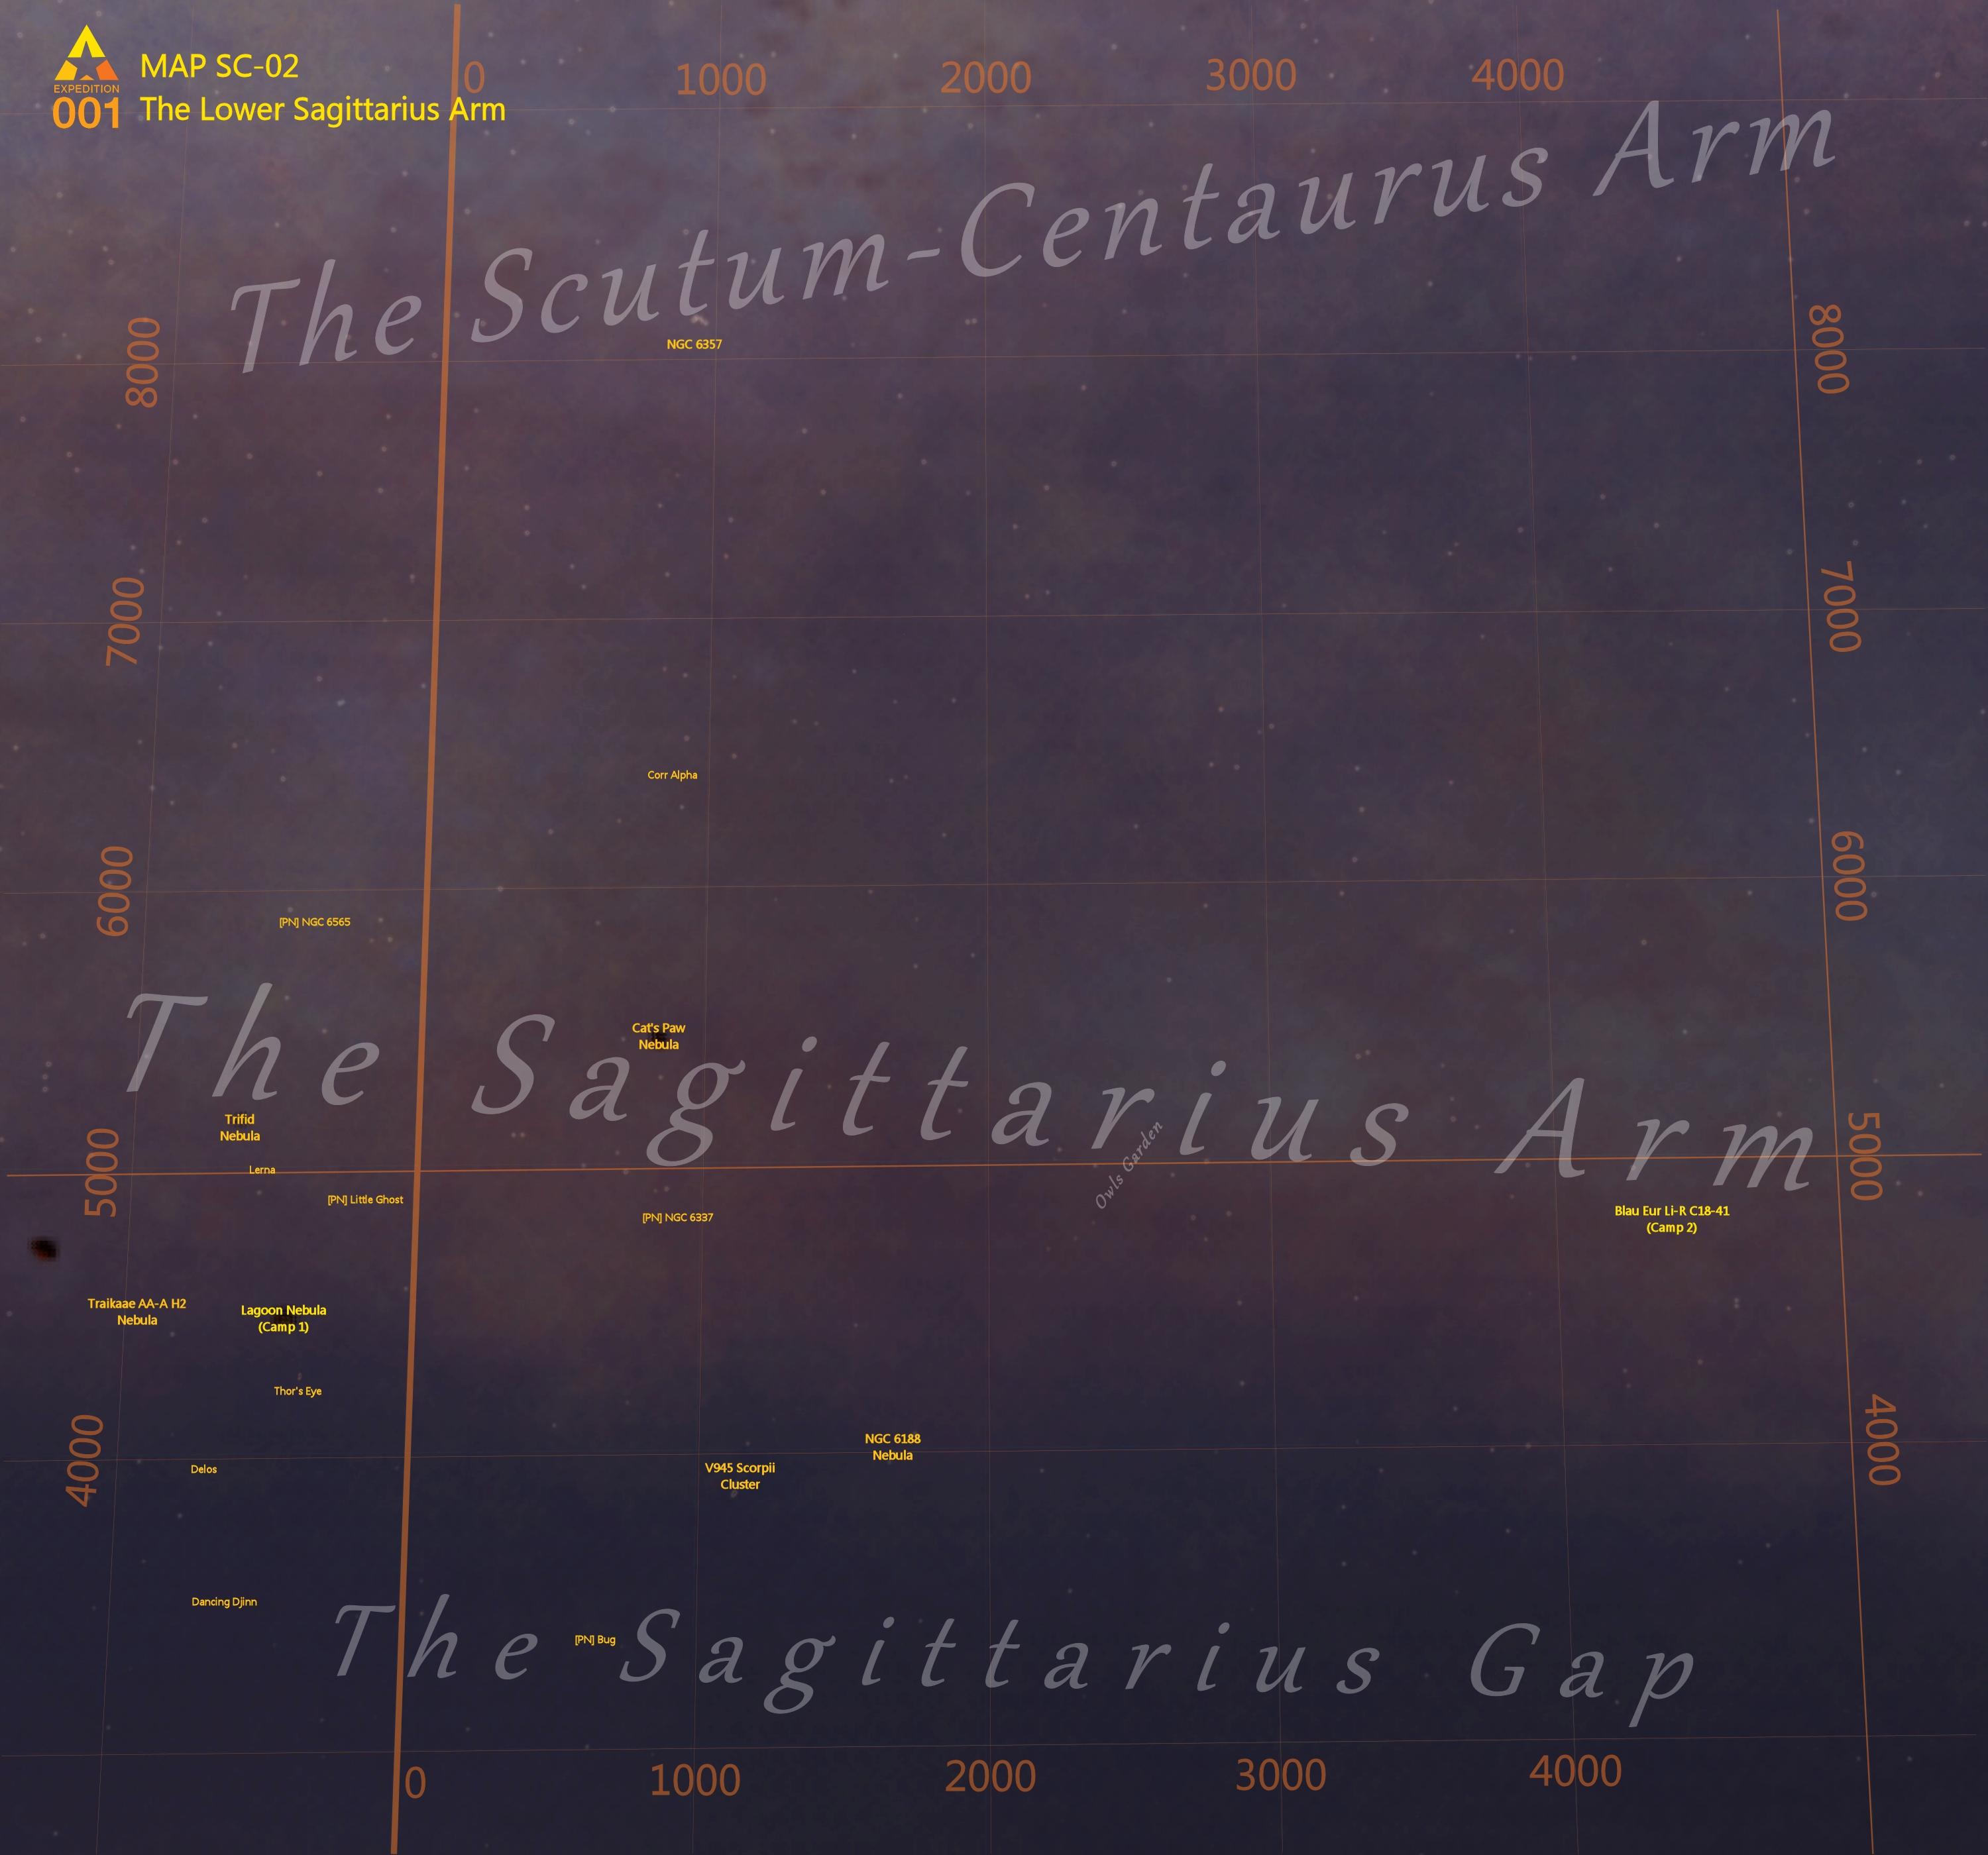 EXPEDITION
001
MAP SC-02
The Lower Sagittarius Arm
0
1000
2000
3000
4000
The Scutum-Centaurus Arm
8000
8000
NGC 6357
7000
7000
Corr Alpha
6000
6000
[PN] NGC 6565
The Sagittarius Arm
Cat's Paw
Nebula
Trifid
Nebula
Owls Garden
5000
5000
Lerna
[PN] Little Ghost
[PN] NGC 6337
Blau Eur Li-R C18-41
(Camp 2)
Traikaae AA-A H2
Nebula
Lagoon Nebula
(Camp 1)
Thor's Eye
4000
4000
NGC 6188
Nebula
Delos
V945 Scorpii
Cluster
Dancing Djinn
[PN] Bug
The Sagittarius Gap
0
1000
2000
3000
4000